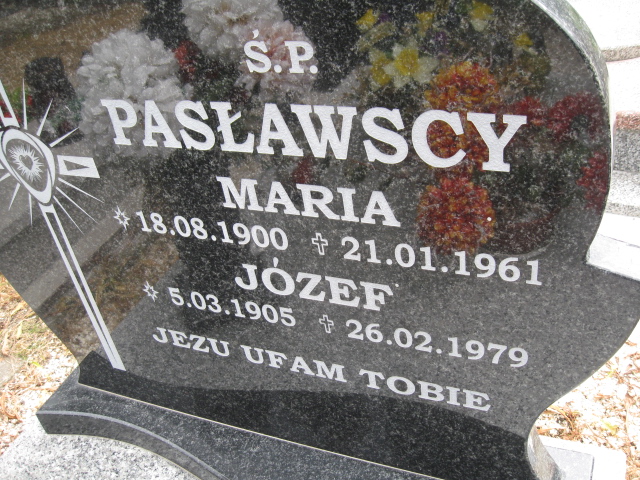 Ś.P.
PASŁAWSCY
MARIA
* 18.08.1900 ✝ 21.01.1961
JÓZEF
* 5.03.1905 ✝ 26.02.1979
JEZU UFAM TOBIE